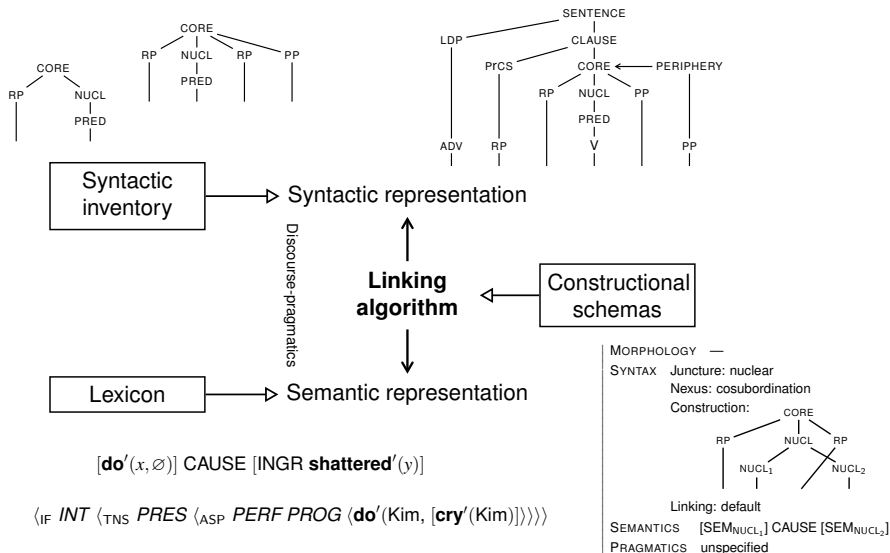 CORE
RP NUCL
PRED
CORE
RP NUCL RP PP
PRED
SENTENCE
LDP CLAUSE
PrCS CORE PERIPHERY
RP NUCL PP
PRED
ADV RP V PP
Syntactic
inventory
Syntactic representation
Discourse-pragmatics
Linking
algorithm
Constructional
schemas
Lexicon
Semantic representation
[do′(x,∅)] CAUSE [INGR shattered′(y)]
⟨IF INT ⟨TNS PRES ⟨ASP PERF PROG ⟨do′(Kim, [cry′(Kim)]⟩⟩⟩⟩
MORPHOLOGY —
SYNTAX Juncture: nuclear
Nexus: cosubordination
Construction:
CORE
RP NUCL RP
NUCL1 NUCL2
Linking: default
SEMANTICS [SEMNUCL1] CAUSE [SEMNUCL2]
PRAGMATICS unspecified